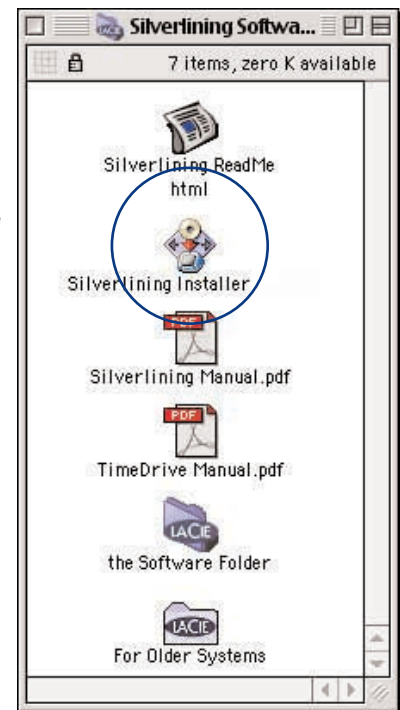 Silverlining Softwa...
7 items, zero K available
Silverlining ReadMe
html
Silverlining Installer
PDF
Silverlining Manual.pdf
PDF
TimeDrive Manual.pdf
LACIE
the Software Folder
LACIE
For Older Systems